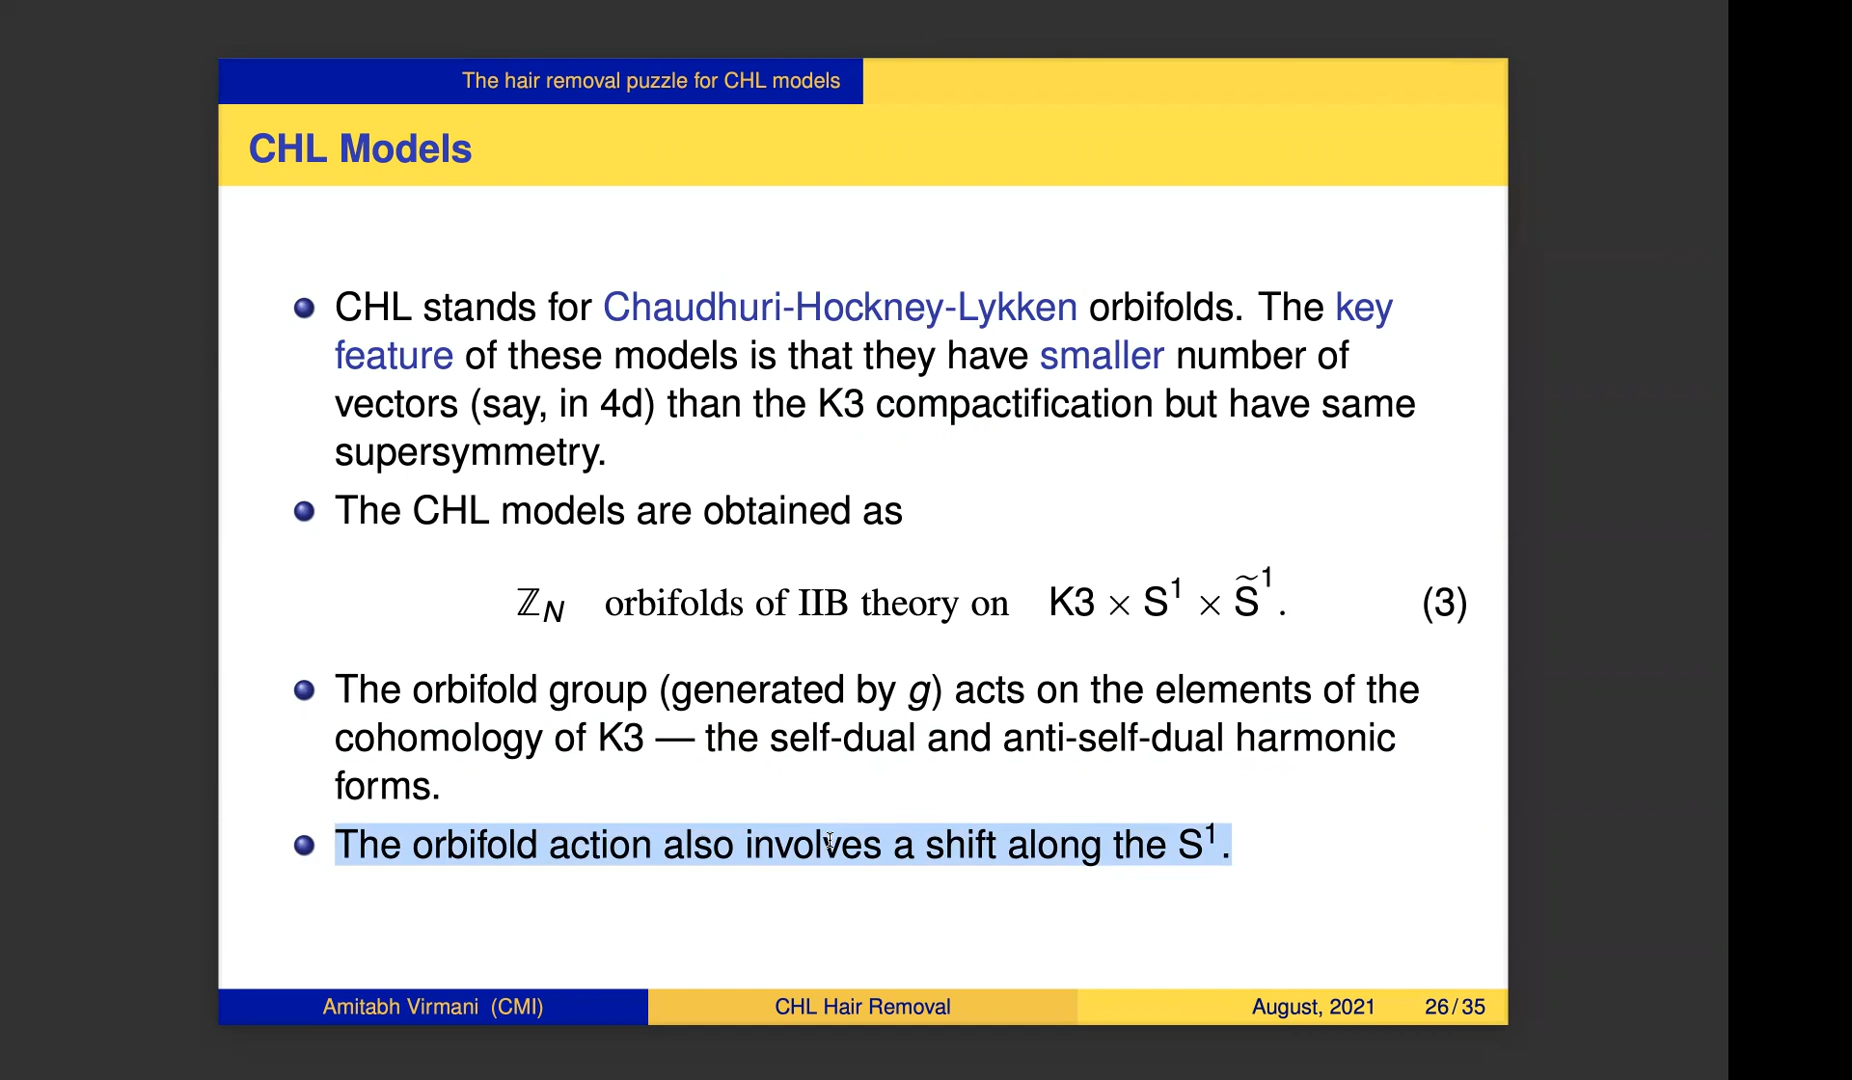 The hair removal puzzle for CHL models
CHL Models
CHL stands for Chaudhuri-Hockney-Lykken orbifolds. The key
feature of these models is that they have smaller number of
vectors (say, in 4d) than the K3 compactification but have same
supersymmetry.
The CHL models are obtained as
ℤ_N orbifolds of IIB theory on K3 × S¹ × S̃¹. (3)
The orbifold group (generated by g) acts on the elements of the
cohomology of K3 — the self-dual and anti-self-dual harmonic
forms.
The orbifold action also involves a shift along the S¹.
Amitabh Virmani (CMI) CHL Hair Removal August, 2021 26/35